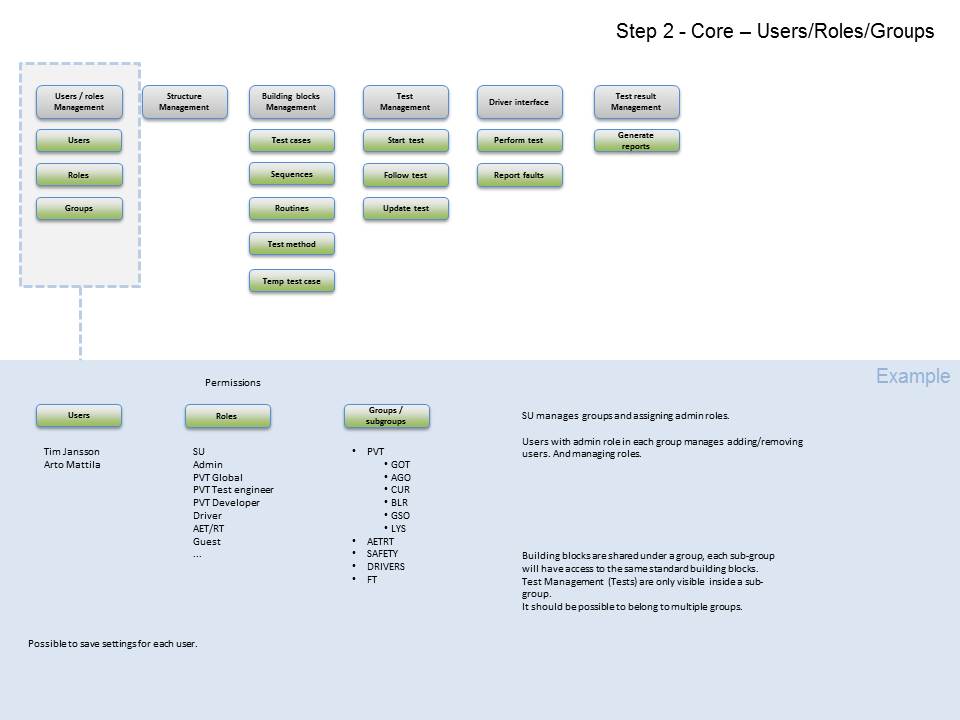 Step 2 - Core – Users/Roles/Groups
Users / roles
Management
Structure
Management
Building blocks
Management
Test
Management
Driver interface
Test result
Management
Users
Test cases
Start test
Perform test
Generate
reports
Roles
Sequences
Follow test
Report faults
Groups
Routines
Update test
Test method
Temp test case
Example
Permissions
Users
Roles
Groups /
subgroups
Tim Jansson
Arto Mattila
SU
Admin
PVT Global
PVT Test engineer
PVT Developer
Driver
AET/RT
Guest
...
• PVT
• GOT
• AGO
• CUR
• BLR
• GSO
• LYS
• AETRT
• SAFETY
• DRIVERS
• FT
SU manages groups and assigning admin roles.
Users with admin role in each group manages adding/removing
users. And managing roles.
Building blocks are shared under a group, each sub-group
will have access to the same standard building blocks.
Test Management (Tests) are only visible inside a sub-
group.
It should be possible to belong to multiple groups.
Possible to save settings for each user.